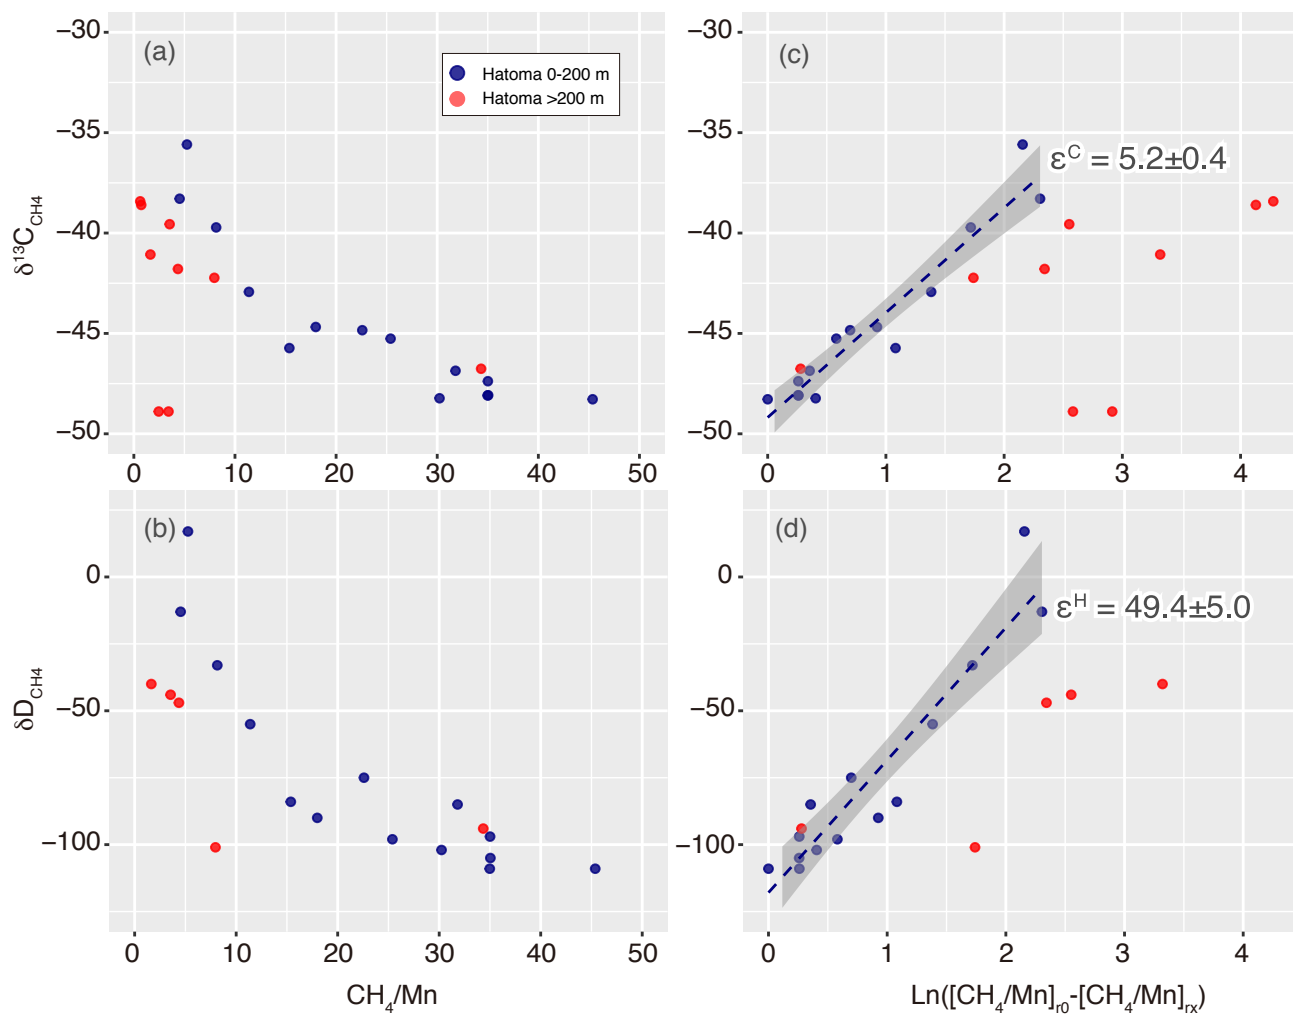 (a)
Hatoma 0-200 m
Hatoma >200 m
−30
−35
−40
−45
−50
δ¹³C_CH4
0 10 20 30 40 50
(c)
εᶜ = 5.2±0.4
−30
−35
−40
−45
−50
0 1 2 3 4
(b)
0
−50
−100
δD_CH4
0 10 20 30 40 50
CH₄/Mn
(d)
εᴴ = 49.4±5.0
0
−50
−100
0 1 2 3 4
Ln([CH₄/Mn]r0-[CH₄/Mn]rx)